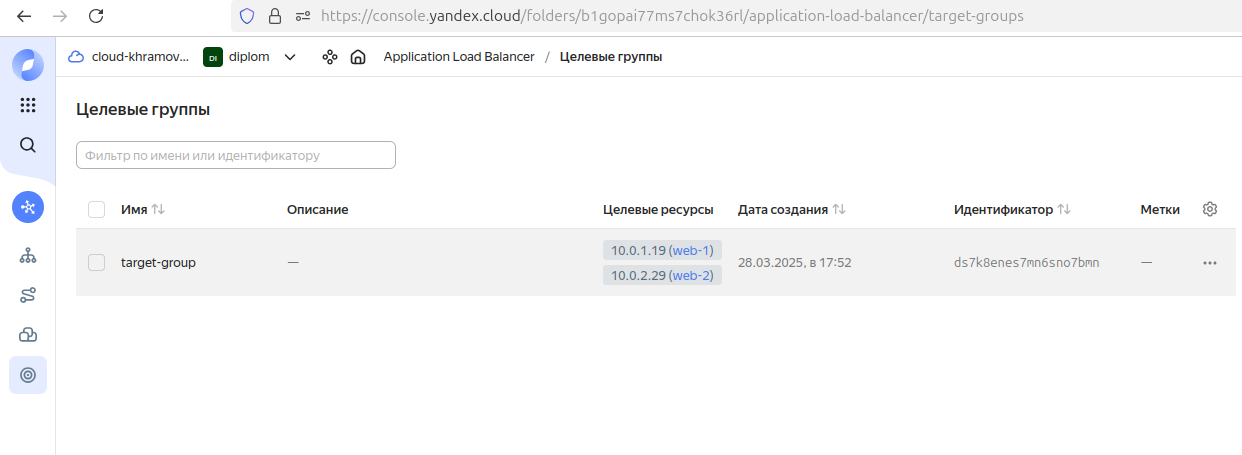 https://console.yandex.cloud/folders/b1gopai77ms7chok36rl/application-load-balancer/target-groups
cloud-khramov... DI diplom Application Load Balancer / Целевые группы
Целевые группы
Фильтр по имени или идентификатору
Имя Описание Целевые ресурсы Дата создания Идентификатор Метки
target-group — 10.0.1.19 (web-1) 28.03.2025, в 17:52 ds7k8enes7mn6sno7bmn —
10.0.2.29 (web-2)